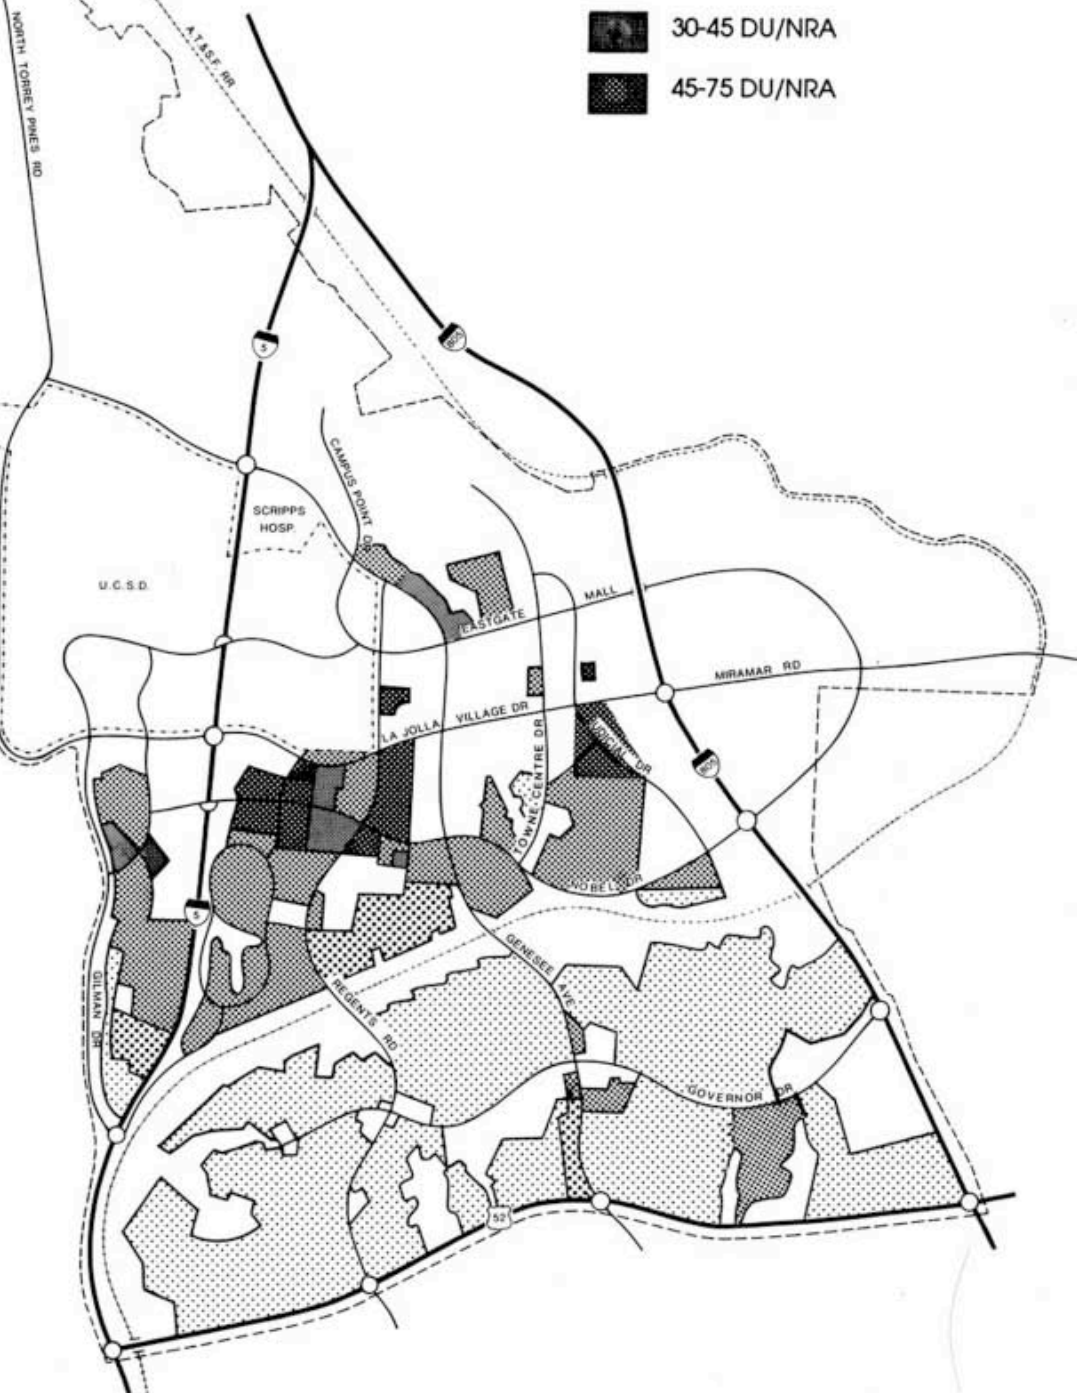 30-45 DU/NRA
45-75 DU/NRA
NORTH TORREY PINES RD
A.T.&S.F. RR
5
805
CAMPUS POINT DR
SCRIPPS
HOSP.
U.C.S.D.
EASTGATE MALL
MIRAMAR RD
LA JOLLA VILLAGE DR
JUDICIAL DR
TOWNE CENTRE DR
805
NOBEL DR
5
GILMAN DR
REGENTS RD
GENESEE AVE
GOVERNOR DR
52